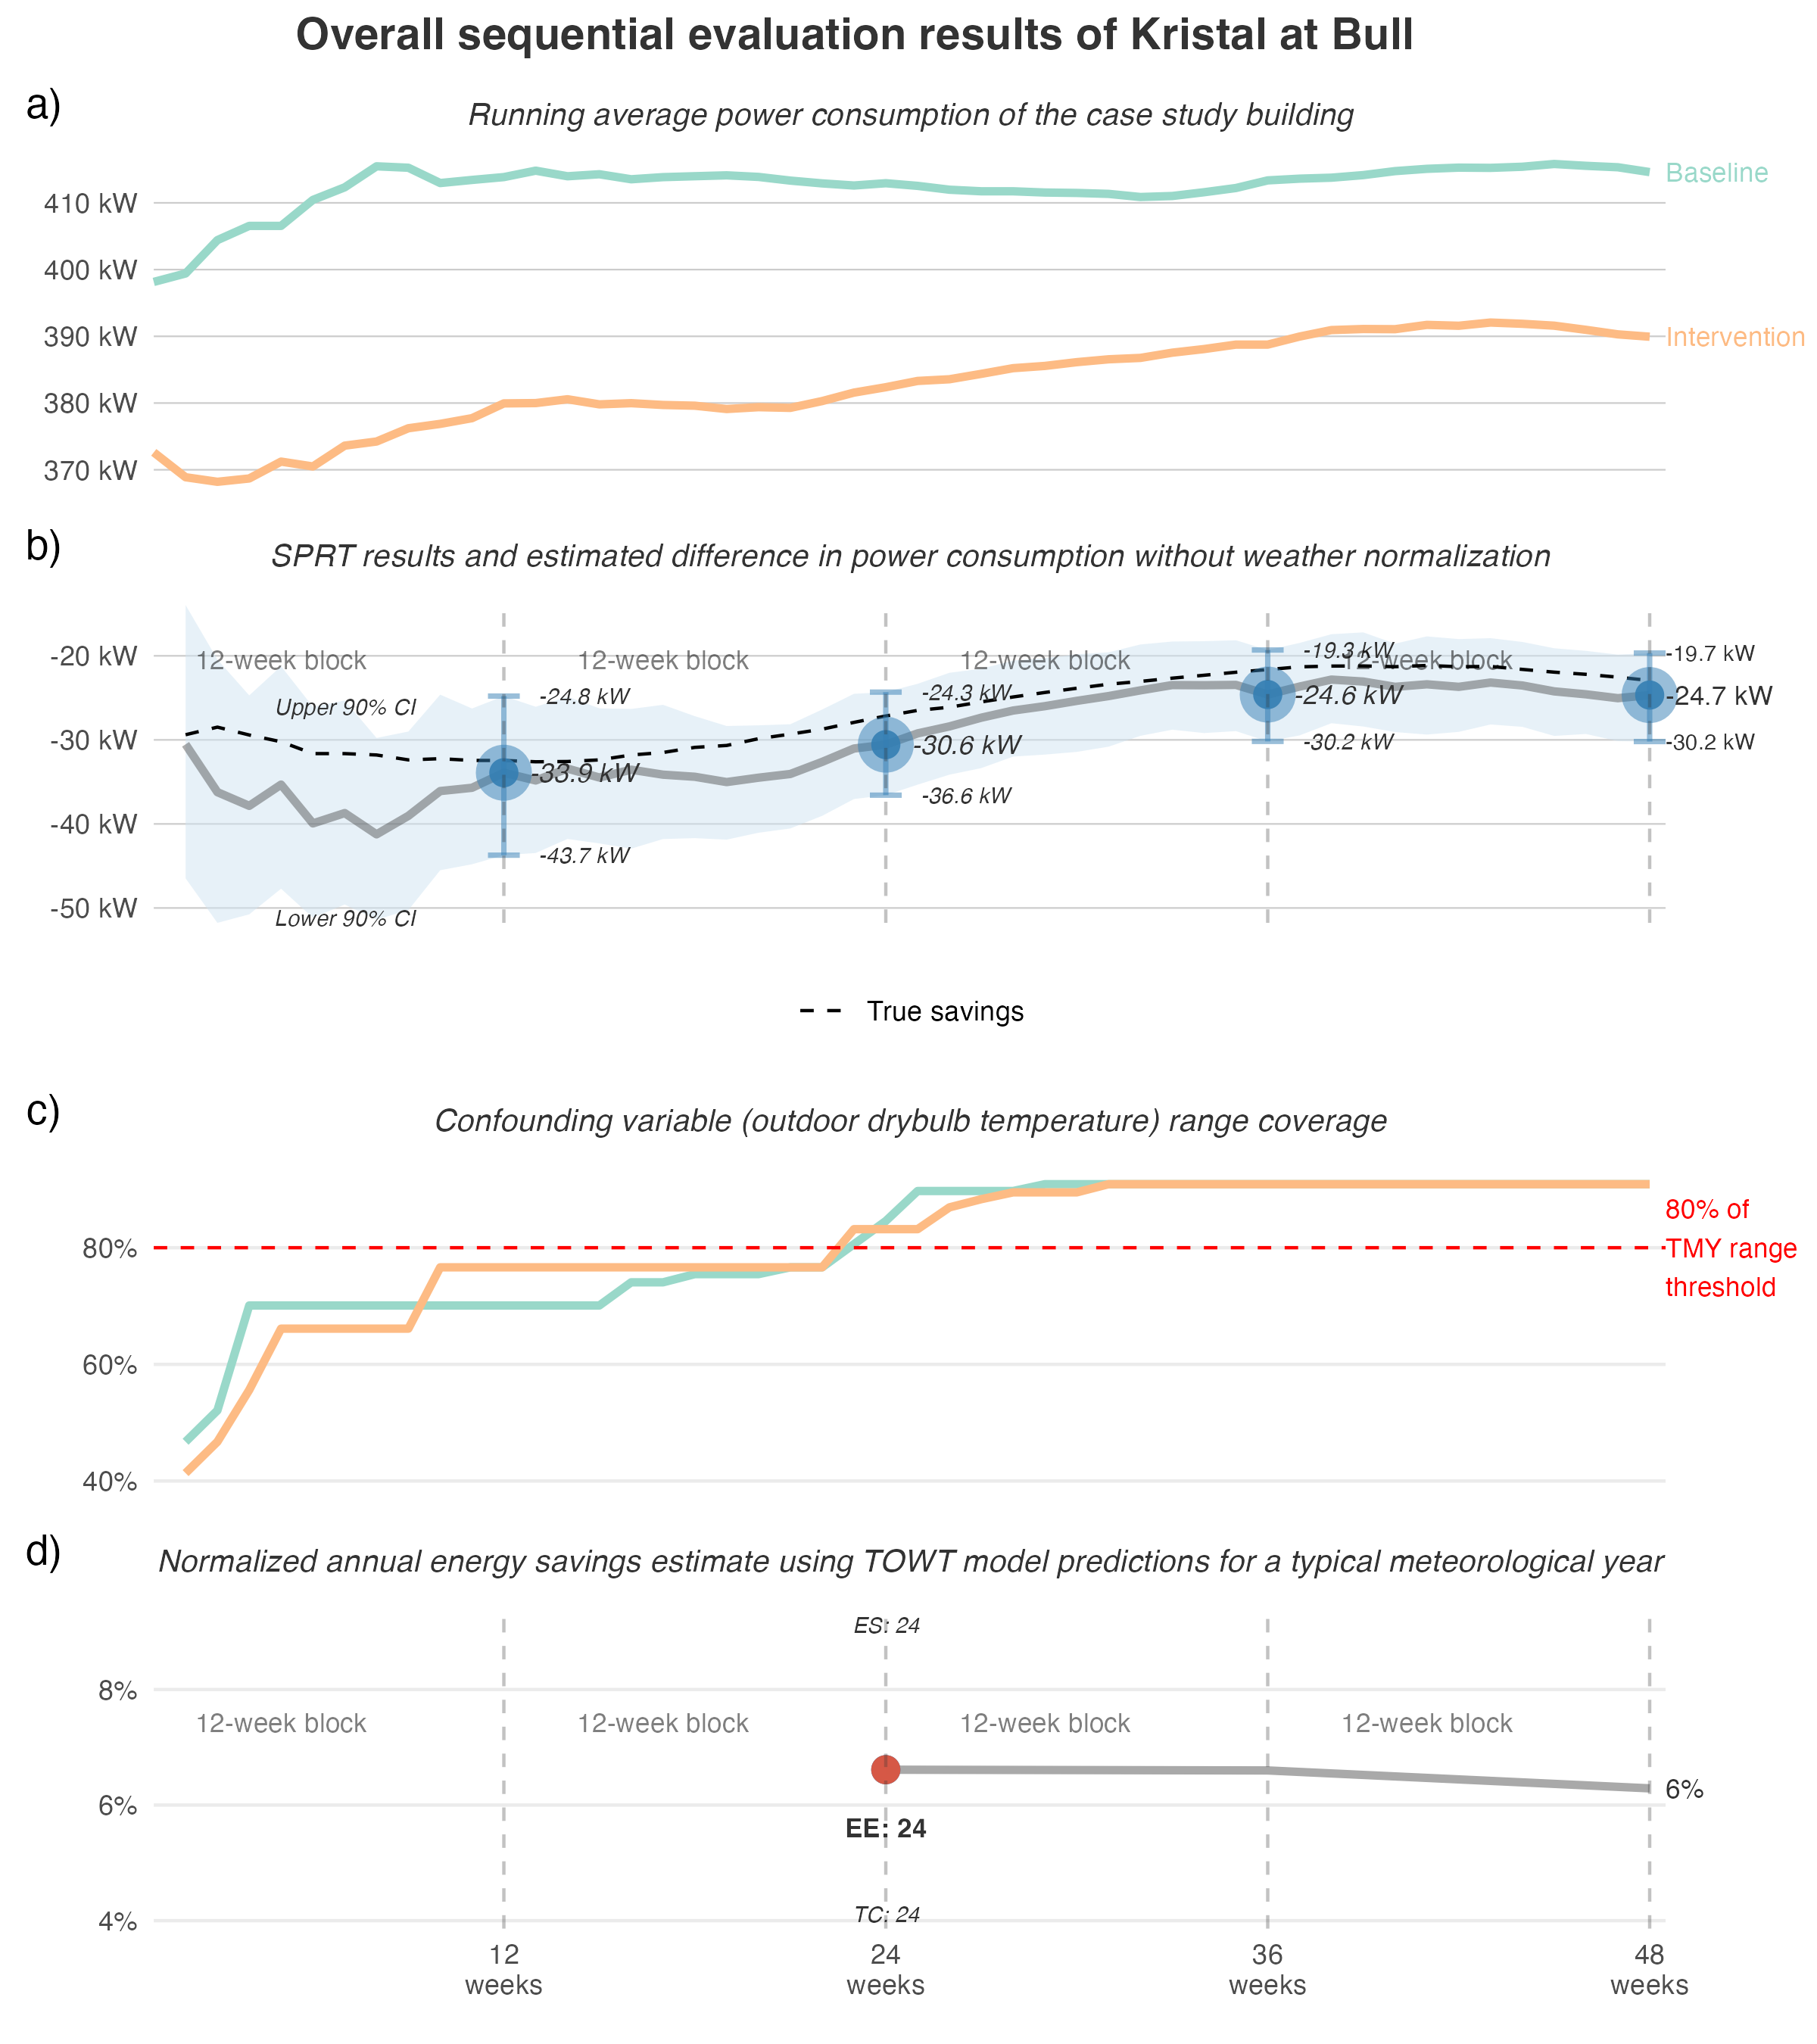 Overall sequential evaluation results of Kristal at Bull
a)
Running average power consumption of the case study building
410 kW
400 kW
390 kW
380 kW
370 kW
Baseline
Intervention
b)
SPRT results and estimated difference in power consumption without weather normalization
-20 kW
-30 kW
-40 kW
-50 kW
12-week block
12-week block
12-week block
12-week block
Upper 90% CI
Lower 90% CI
-24.8 kW
-33.9 kW
-43.7 kW
-24.3 kW
-30.6 kW
-36.6 kW
-19.3 kW
-24.6 kW
-30.2 kW
-19.7 kW
-24.7 kW
-30.2 kW
True savings
c)
Confounding variable (outdoor drybulb temperature) range coverage
80%
60%
40%
80% of
TMY range
threshold
d)
Normalized annual energy savings estimate using TOWT model predictions for a typical meteorological year
8%
6%
4%
ES: 24
12-week block
12-week block
12-week block
12-week block
6%
EE: 24
TC: 24
12
weeks
24
weeks
36
weeks
48
weeks